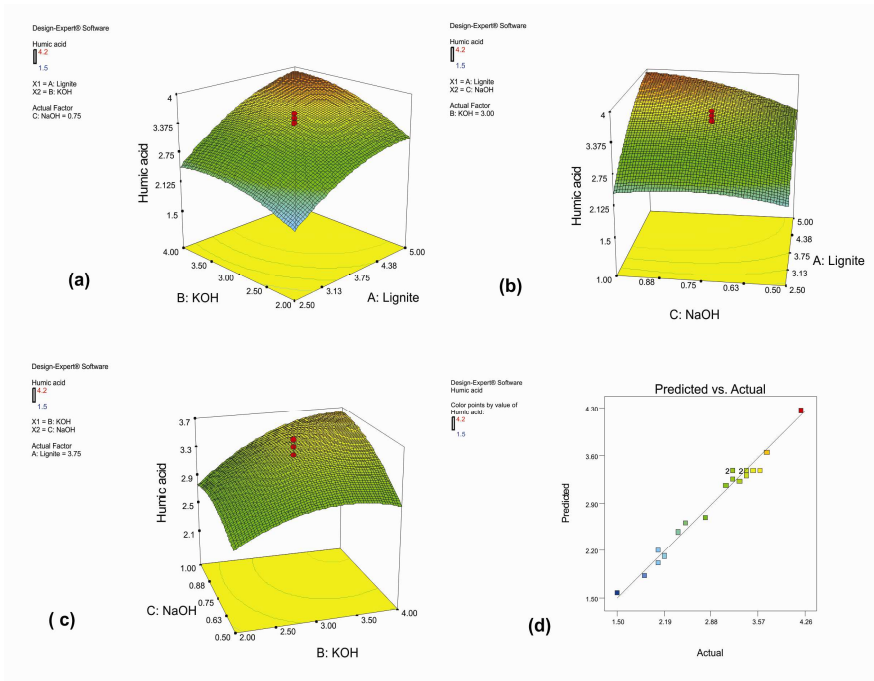 Design-Expert® Software
Humic acid
4.2
1.5
X1 = A: Lignite
X2 = B: KOH
Actual Factor
C: NaOH = 0.75
4
3.375
2.75
2.125
1.5
Humic acid
4.00
3.50
3.00
2.50
2.00
2.50
3.13
3.75
4.38
5.00
B: KOH
A: Lignite
(a)
Design-Expert® Software
Humic acid
4.2
1.5
X1 = A: Lignite
X2 = C: NaOH
Actual Factor
B: KOH = 3.00
4
3.375
2.75
2.125
1.5
Humic acid
1.00
0.88
0.75
0.63
0.50
2.50
3.13
3.75
4.38
5.00
A: Lignite
C: NaOH
(b)
Design-Expert® Software
Humic acid
4.2
1.5
X1 = B: KOH
X2 = C: NaOH
Actual Factor
A: Lignite = 3.75
3.7
3.3
2.9
2.5
2.1
Humic acid
1.00
0.88
0.75
0.63
0.50
2.00
2.50
3.00
3.50
4.00
C: NaOH
B: KOH
( c)
Design-Expert® Software
Humic acid
Color points by value of
Humic acid:
4.2
1.5
Predicted vs. Actual
4.30
3.60
2.90
2.20
1.50
Predicted
2
2
1.50
2.19
2.88
3.57
4.26
Actual
(d)